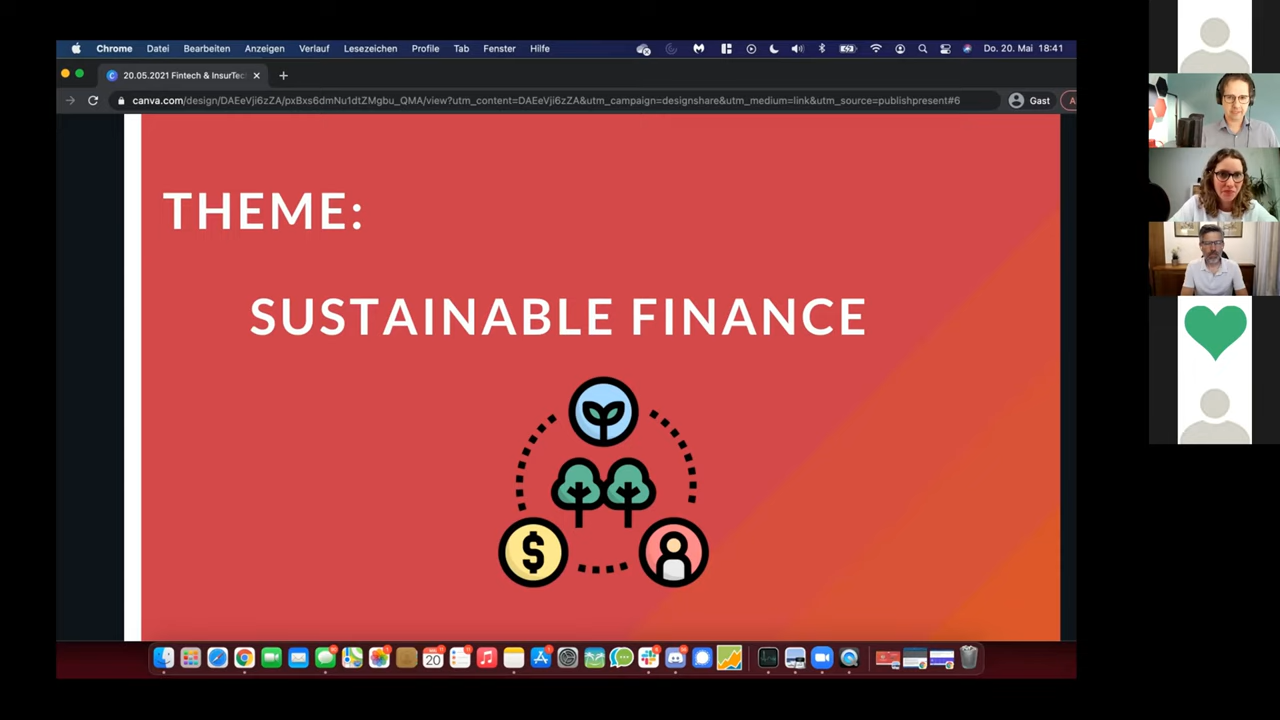 Chrome Datei Bearbeiten Anzeigen Verlauf Lesezeichen Profile Tab Fenster Hilfe Do. 20. Mai 18:41
20.05.2021 Fintech & InsurTec
canva.com/design/DAEeVji6zZA/pxBxs6dmNu1dtZMgbu_QMA/view?utm_content=DAEeVji6zZA&utm_campaign=designshare&utm_medium=link&utm_source=publishpresent#6 Gast
THEME:
SUSTAINABLE FINANCE
$
20